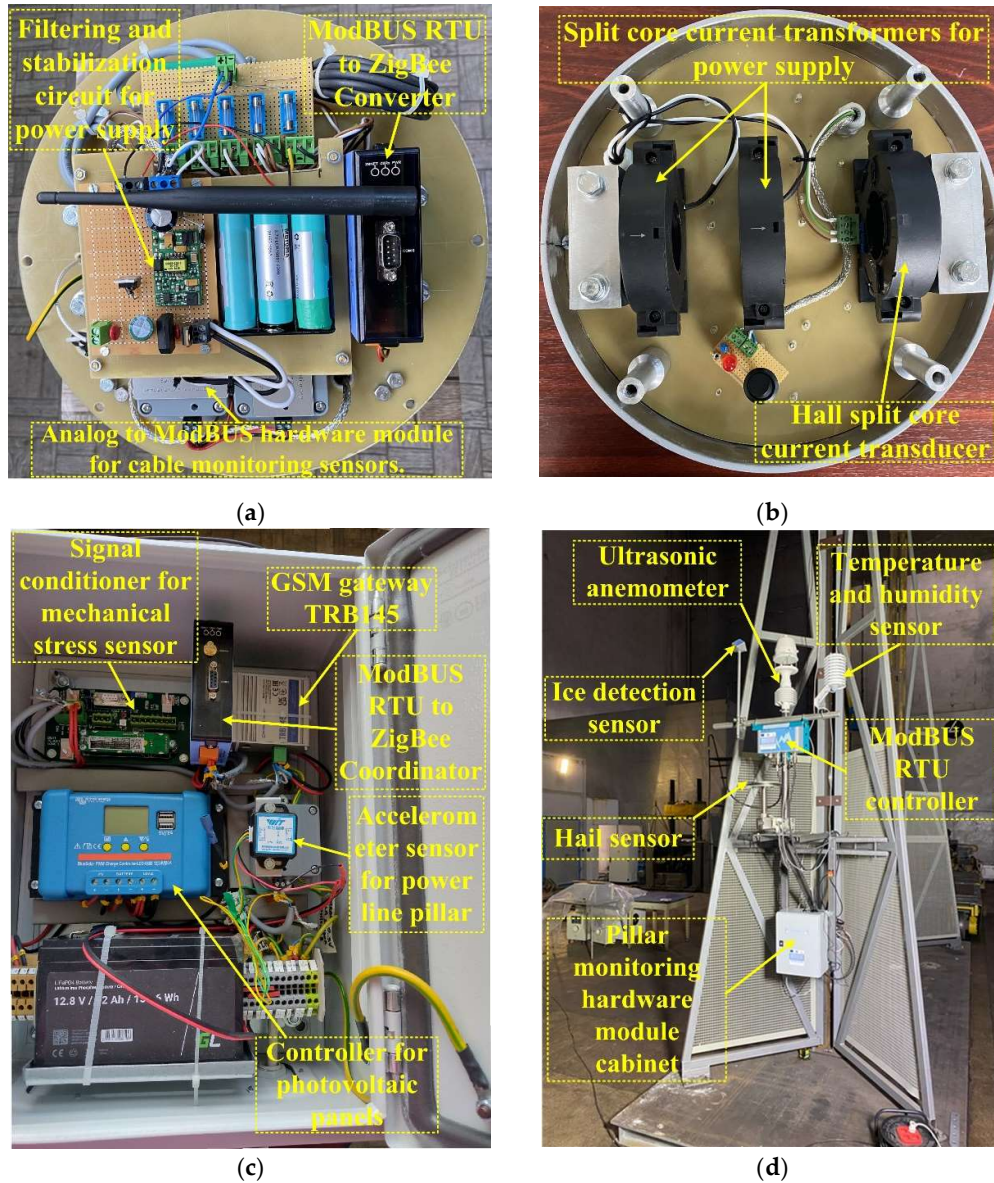 Filtering and
stabilization
circuit for
power supply
ModBUS RTU
to ZigBee
Converter
Analog to ModBUS hardware module
for cable monitoring sensors.
(a)
Split core current transformers for
power supply
Hall split core
current transducer
(b)
Signal
conditioner for
mechanical
stress sensor
GSM gateway
TRB145
ModBUS
RTU to
ZigBee
Coordinator
Accelerom
eter sensor
for power
line pillar
BATTERY
LiFePO4 Battery
12.8 V /
Controller for
photovoltaic
panels
(c)
Ultrasonic
anemometer
Temperature
and humidity
sensor
Ice detection
sensor
ModBUS
RTU
controller
Hail sensor
Pillar
monitoring
hardware
module
cabinet
(d)